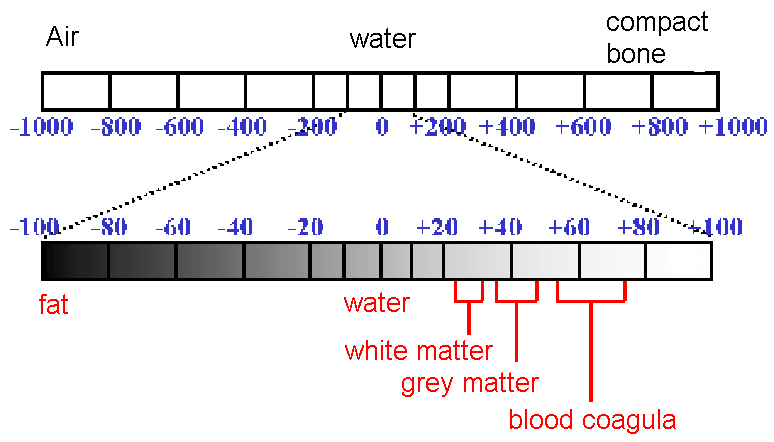 Air
water
compact
bone
-1000 -800 -600 -400 -200 0 +200 +400 +600 +800 +1000
-100 -80 -60 -40 -20 0 +20 +40 +60 +80 +100
fat
water
white matter
grey matter
blood coagula